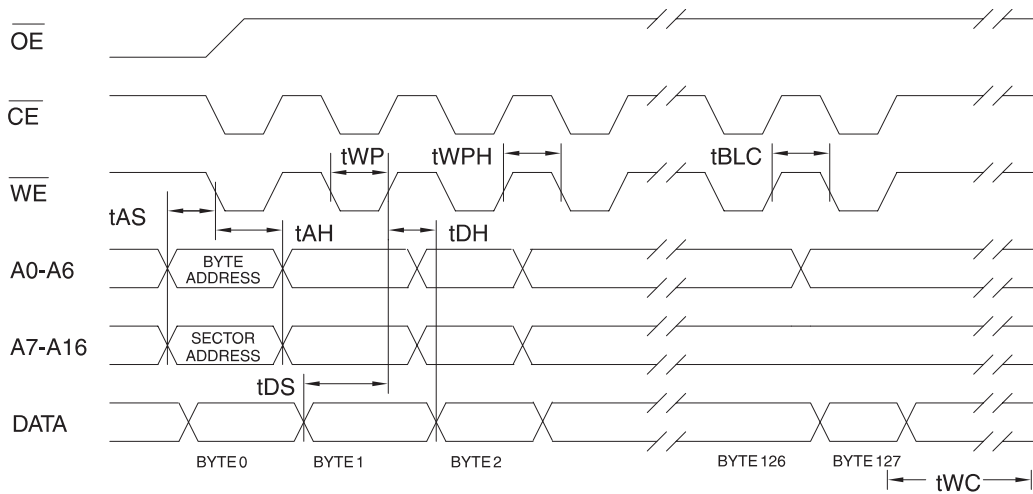 OE
CE
tWP
tWPH
tBLC
WE
tAS
tAH
tDH
A0-A6
BYTE
ADDRESS
A7-A16
SECTOR
ADDRESS
tDS
DATA
BYTE 0
BYTE 1
BYTE 2
BYTE 126
BYTE 127
tWC